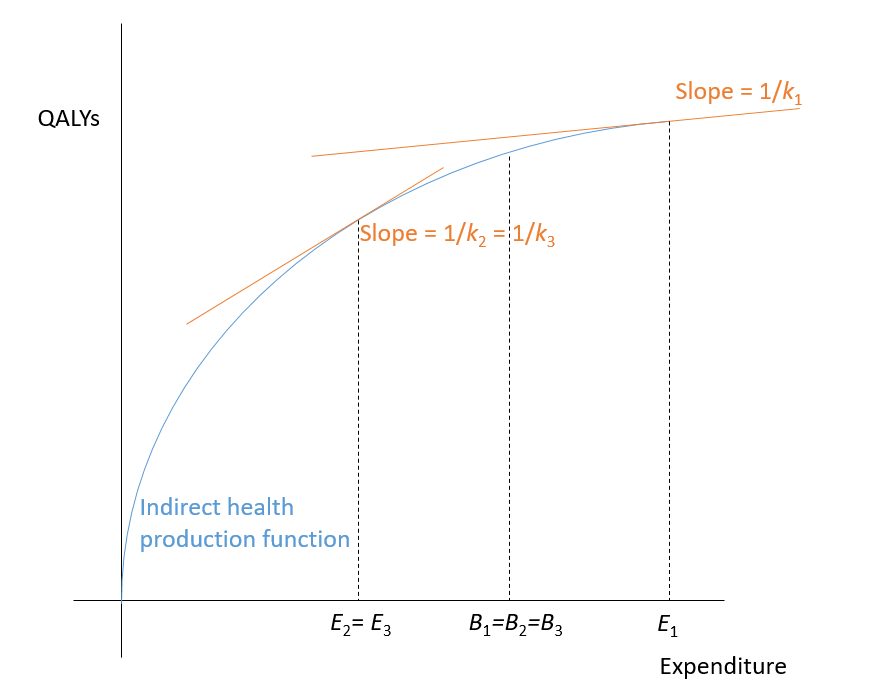 Slope = 1/k₁
QALYs
Slope = 1/k₂ = 1/k₃
Indirect health
production function
E₂= E₃
B₁=B₂=B₃
E₁
Expenditure